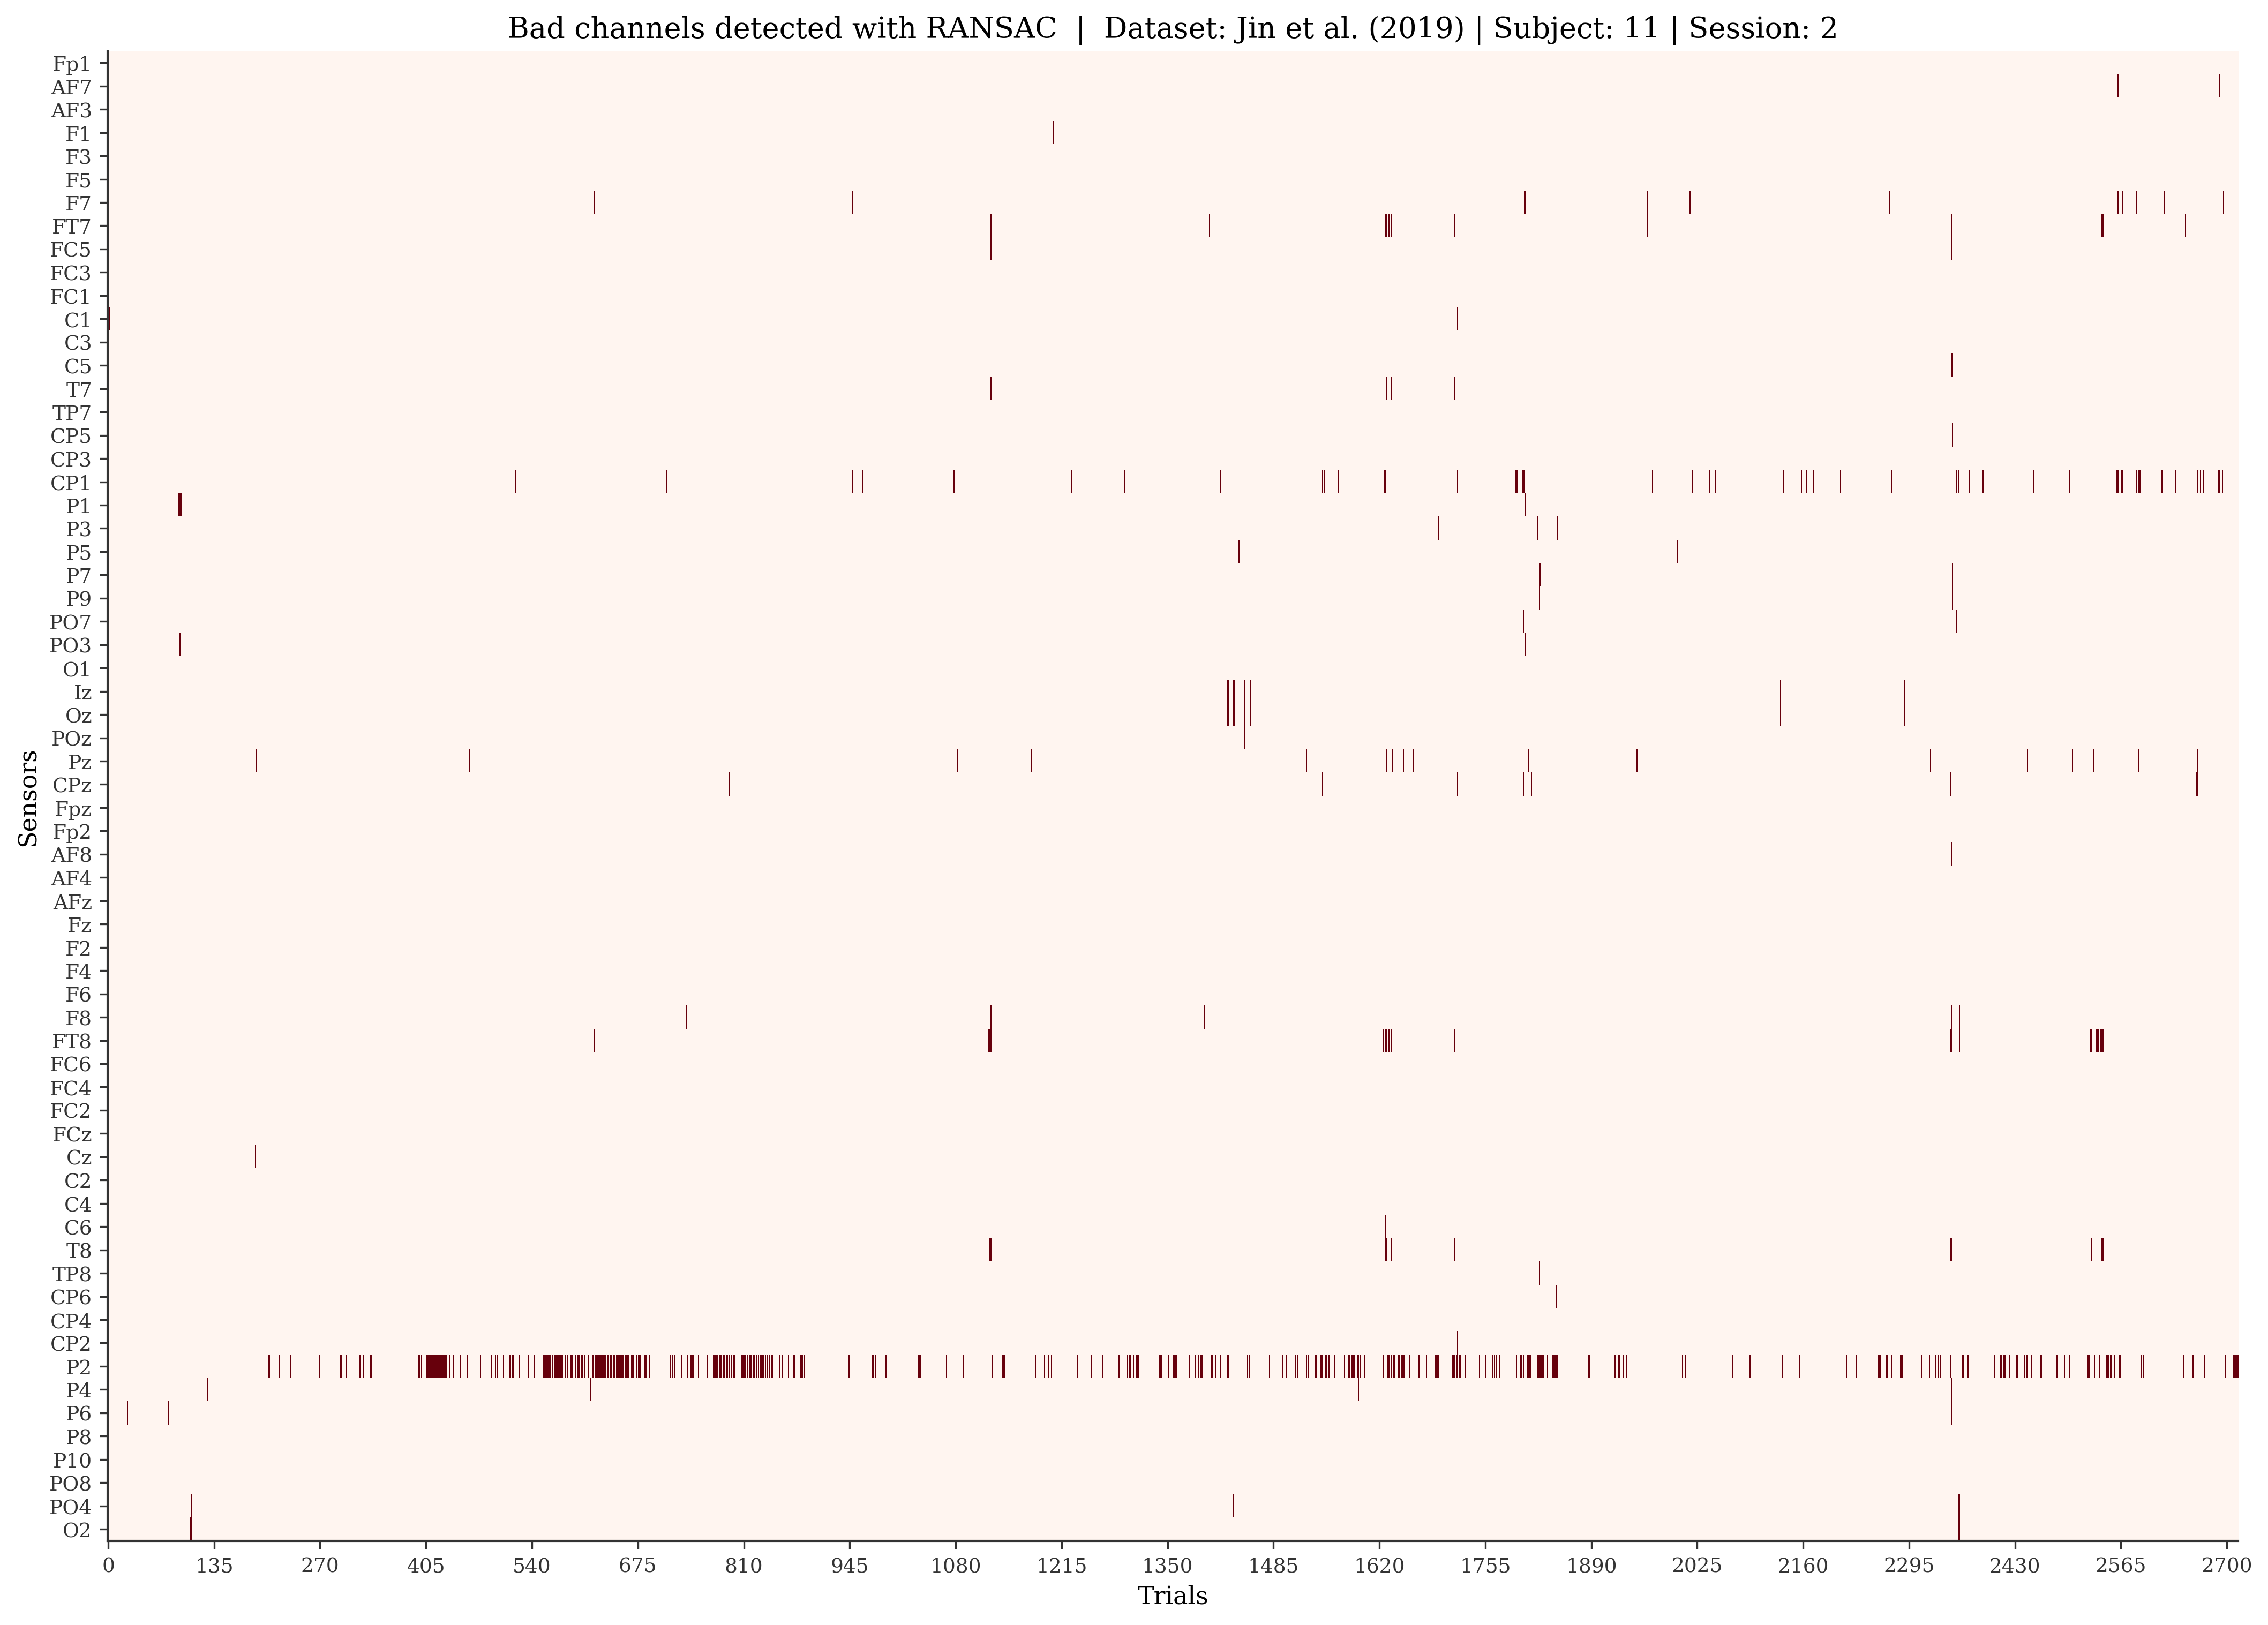 Bad channels detected with RANSAC | Dataset: Jin et al. (2019) | Subject: 11 | Session: 2
Sensors
Fp1
AF7
AF3
F1
F3
F5
F7
FT7
FC5
FC3
FC1
C1
C3
C5
T7
TP7
CP5
CP3
CP1
P1
P3
P5
P7
P9
PO7
PO3
O1
Iz
Oz
POz
Pz
CPz
Fpz
Fp2
AF8
AF4
AFz
Fz
F2
F4
F6
F8
FT8
FC6
FC4
FC2
FCz
Cz
C2
C4
C6
T8
TP8
CP6
CP4
CP2
P2
P4
P6
P8
P10
PO8
PO4
O2
0 135 270 405 540 675 810 945 1080 1215 1350 1485 1620 1755 1890 2025 2160 2295 2430 2565 2700
Trials